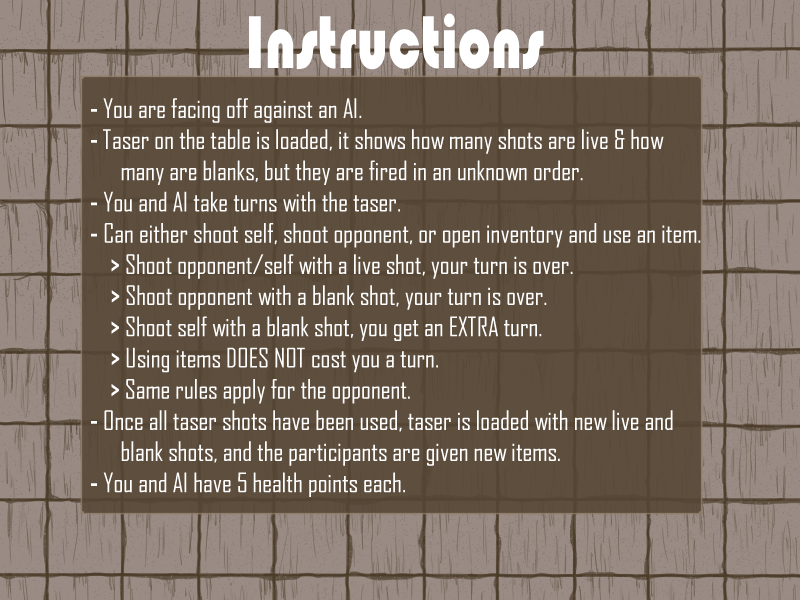 Instructions
- You are facing off against an AI.
- Taser on the table is loaded, it shows how many shots are live & how
many are blanks, but they are fired in an unknown order.
- You and AI take turns with the taser.
- Can either shoot self, shoot opponent, or open inventory and use an item.
> Shoot opponent/self with a live shot, your turn is over.
> Shoot opponent with a blank shot, your turn is over.
> Shoot self with a blank shot, you get an EXTRA turn.
> Using items DOES NOT cost you a turn.
> Same rules apply for the opponent.
- Once all taser shots have been used, taser is loaded with new live and
blank shots, and the participants are given new items.
- You and AI have 5 health points each.